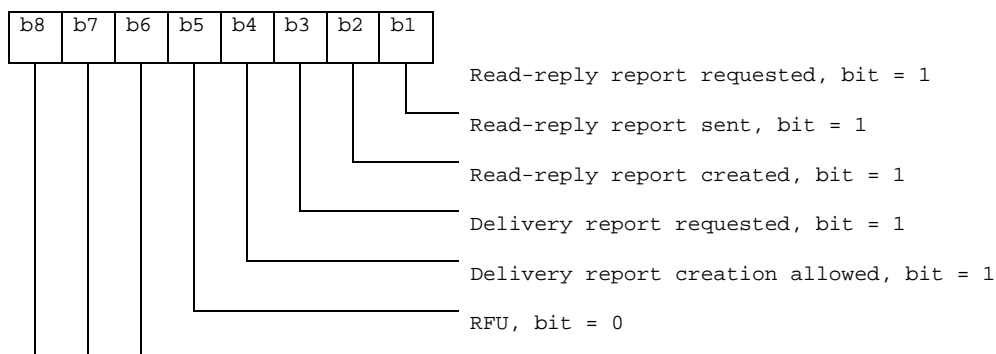 b8 b7 b6 b5 b4 b3 b2 b1
Read-reply report requested, bit = 1
Read-reply report sent, bit = 1
Read-reply report created, bit = 1
Delivery report requested, bit = 1
Delivery report creation allowed, bit = 1
RFU, bit = 0